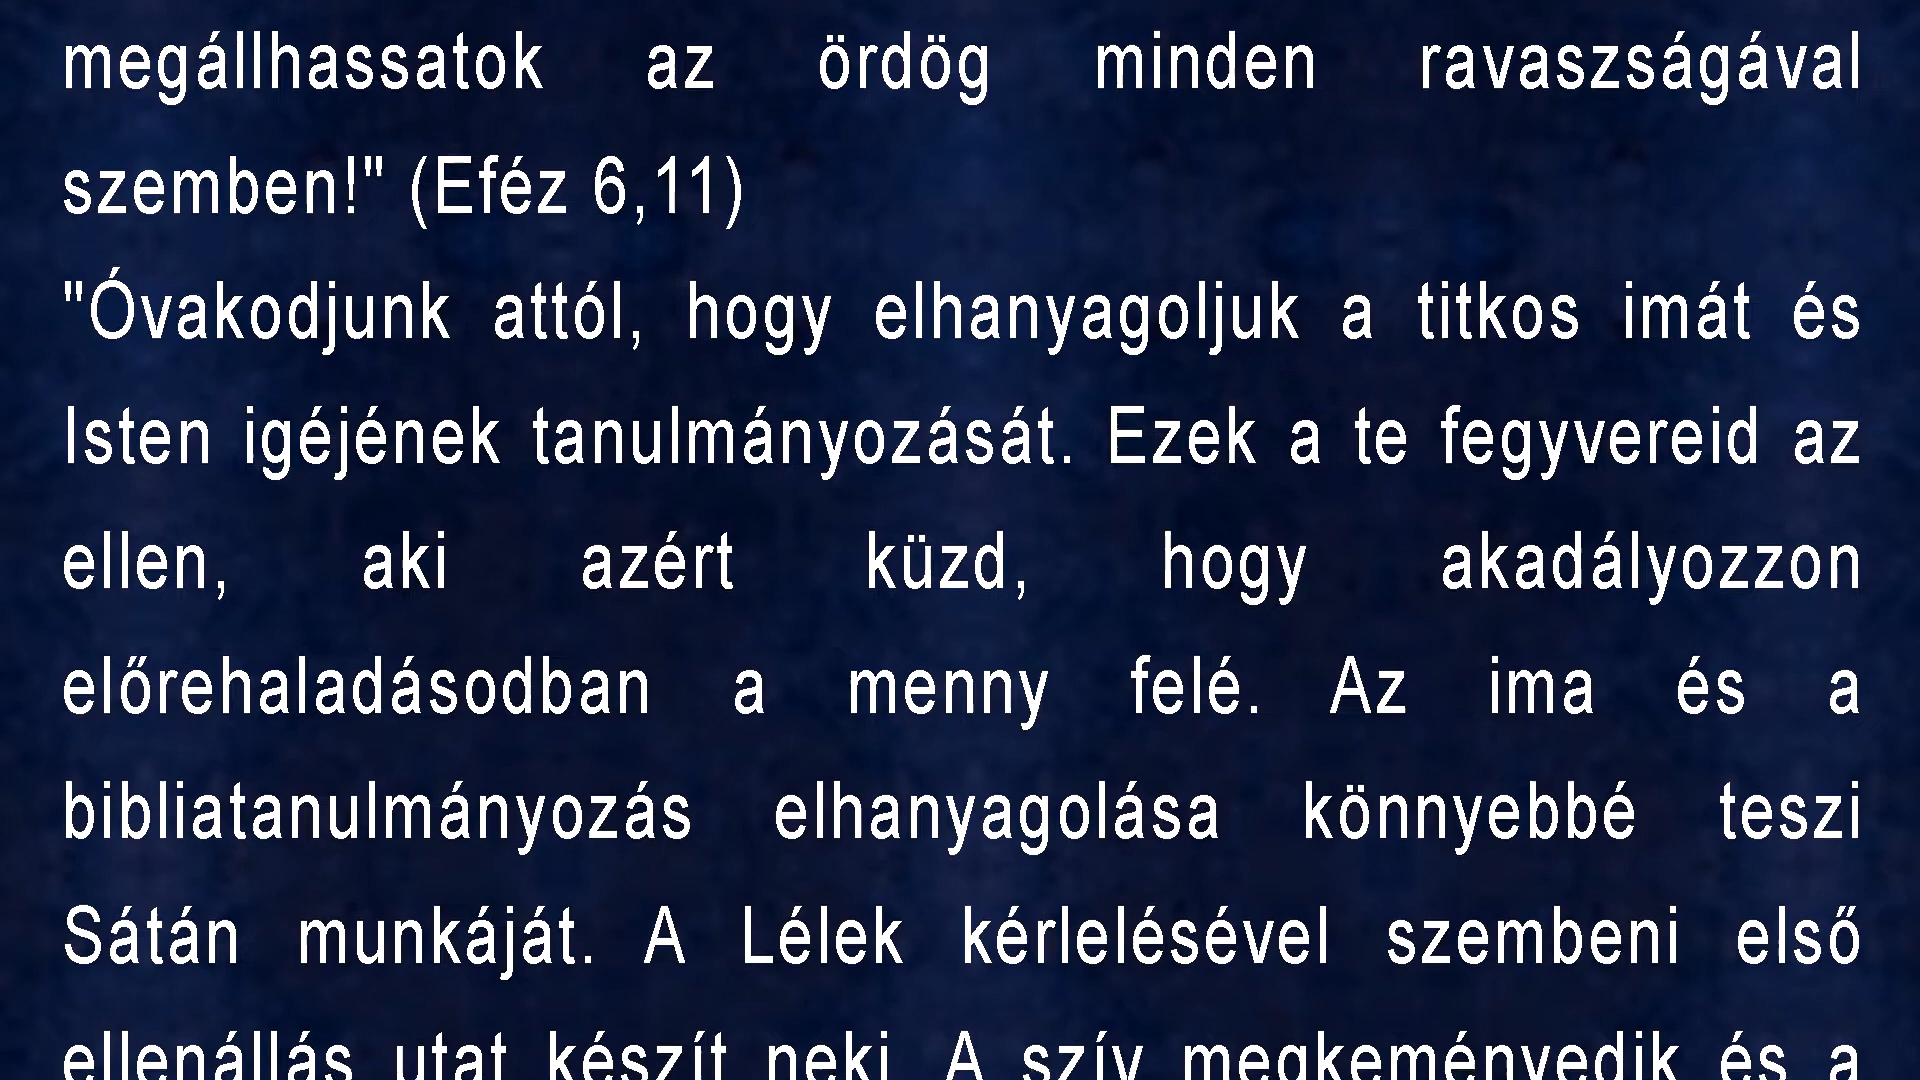 megállhassatok az ördög minden ravaszságával
szemben!" (Eféz 6,11)
"Óvakodjunk attól, hogy elhanyagoljuk a titkos imát és
Isten igéjének tanulmányozását. Ezek a te fegyvereid az
ellen, aki azért küzd, hogy akadályozzon
előrehaladásodban a menny felé. Az ima és a
bibliatanulmányozás elhanyagolása könnyebbé teszi
Sátán munkáját. A Lélek kérlelésével szembeni első
ellenállás utat készít neki. A szív megkeményedik és a